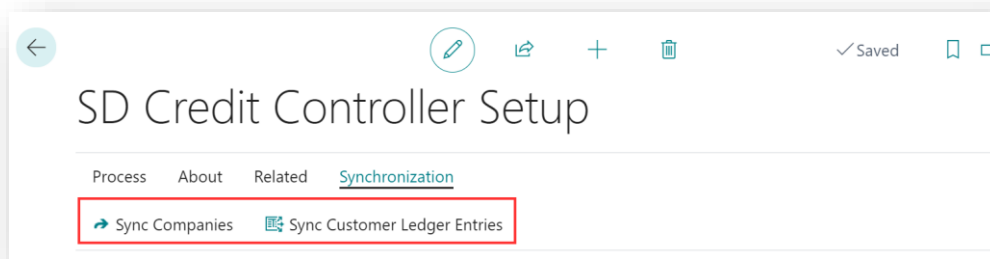 Saved
SD Credit Controller Setup
Process About Related Synchronization
Sync Companies Sync Customer Ledger Entries